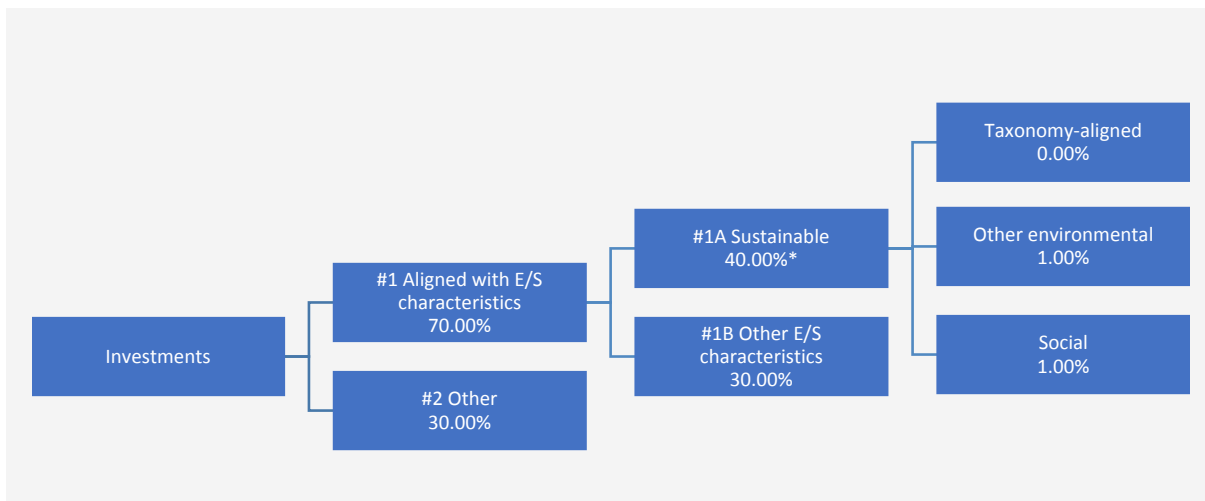 Investments
#1 Aligned with E/S
characteristics
70.00%
#2 Other
30.00%
#1A Sustainable
40.00%*
#1B Other E/S
characteristics
30.00%
Taxonomy-aligned
0.00%
Other environmental
1.00%
Social
1.00%